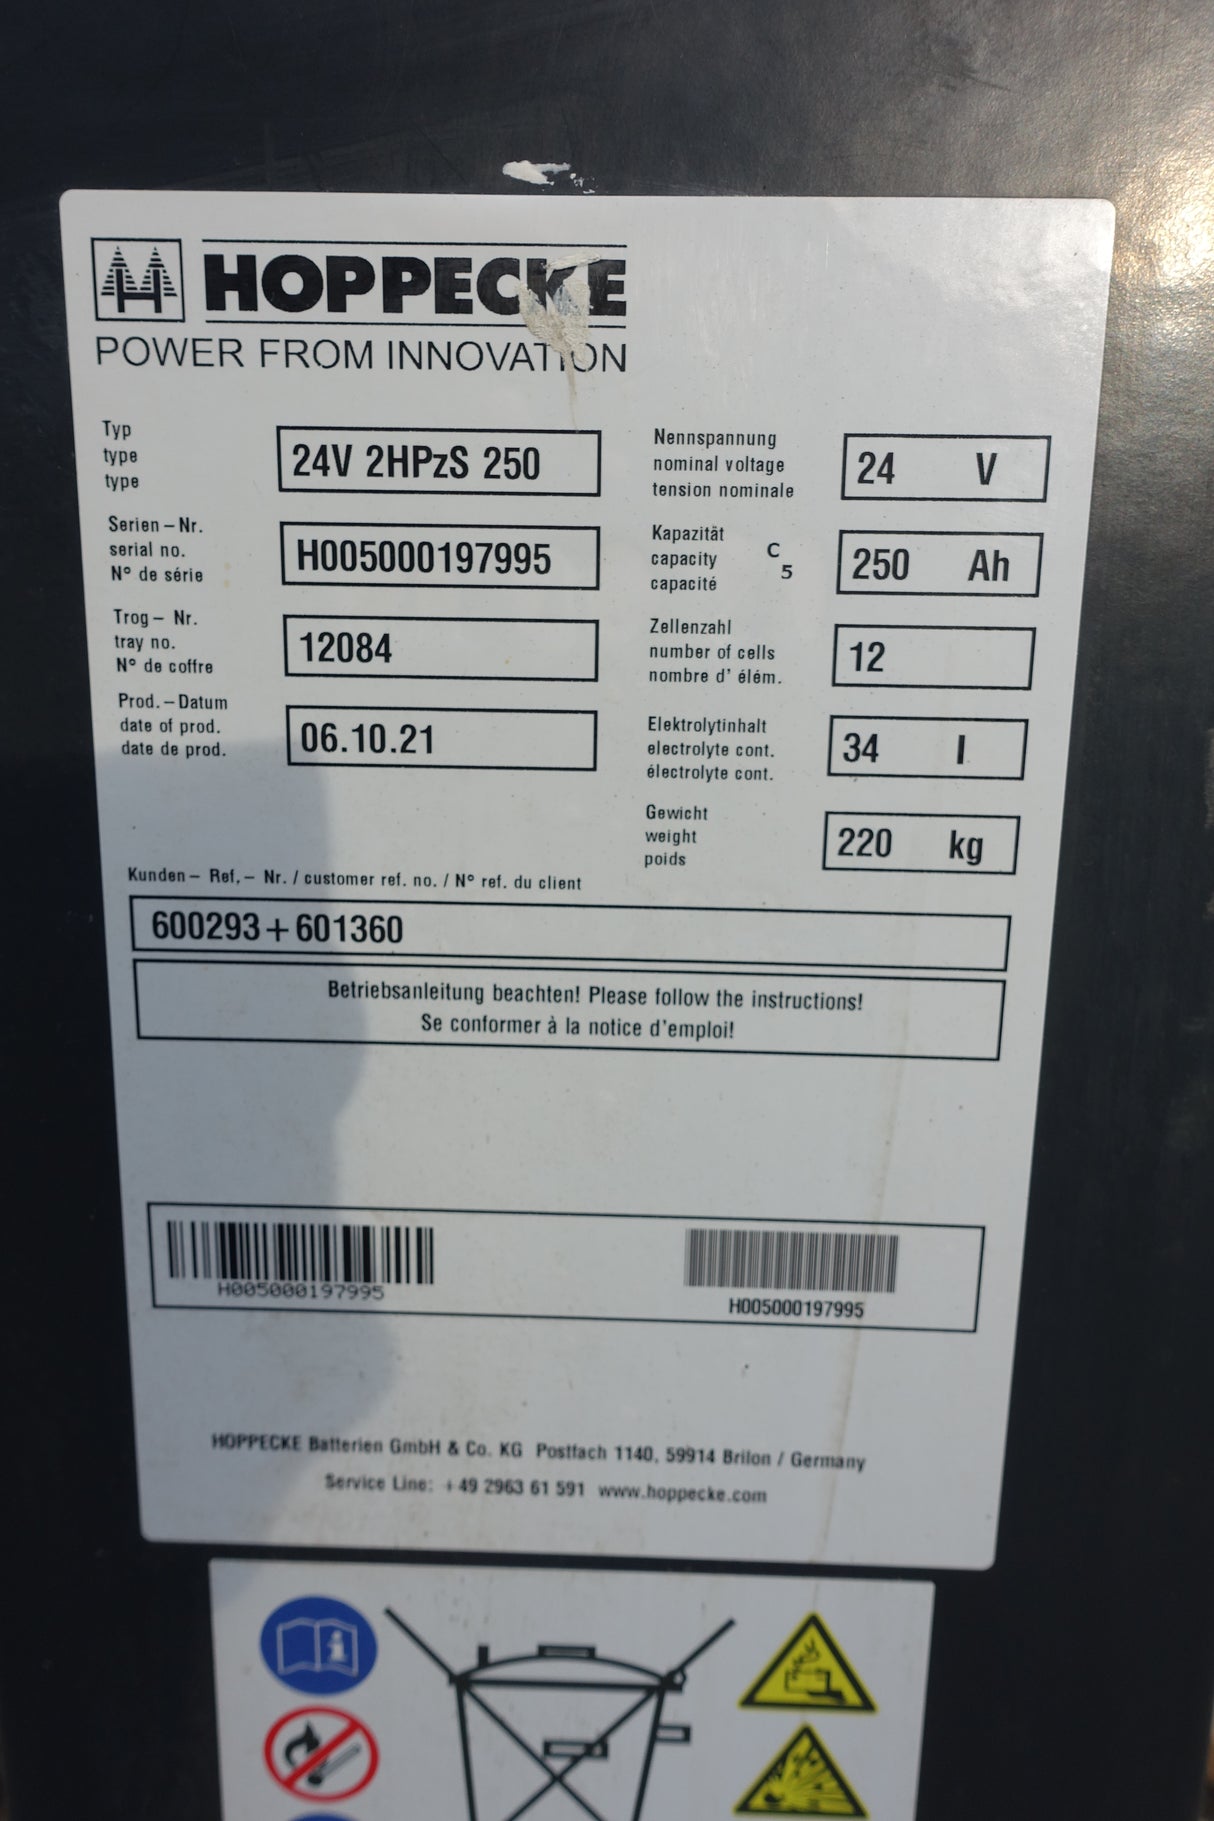 HOPPECKE
POWER FROM INNOVATION
Typ
type
type
24V 2HPzS 250
Serien-Nr.
serial no.
N° de série
H005000197995
Trog- Nr.
tray no.
N° de coffre
12084
Prod.-Datum
date of prod.
date de prod.
06.10.21
Nennspannung
nominal voltage
tension nominale
24 V
Kapazität
capacity
capacité
C5
250 Ah
Zellenzahl
number of cells
nombre d' élém.
12
Elektrolytinhalt
electrolyte cont.
électrolyte cont.
34 l
Gewicht
weight
poids
220 kg
Kunden- Ref,- Nr. / customer ref. no. / N° ref. du client
600293+601360
Betriebsanleitung beachten! Please follow the instructions!
Se conformer à la notice d'emploi!
H005000197995
H005000197995
HOPPECKE Batterien GmbH & Co. KG Postfach 1140, 59914 Brilon / Germany
Service Line: +49 2963 61 591 www.hoppecke.com